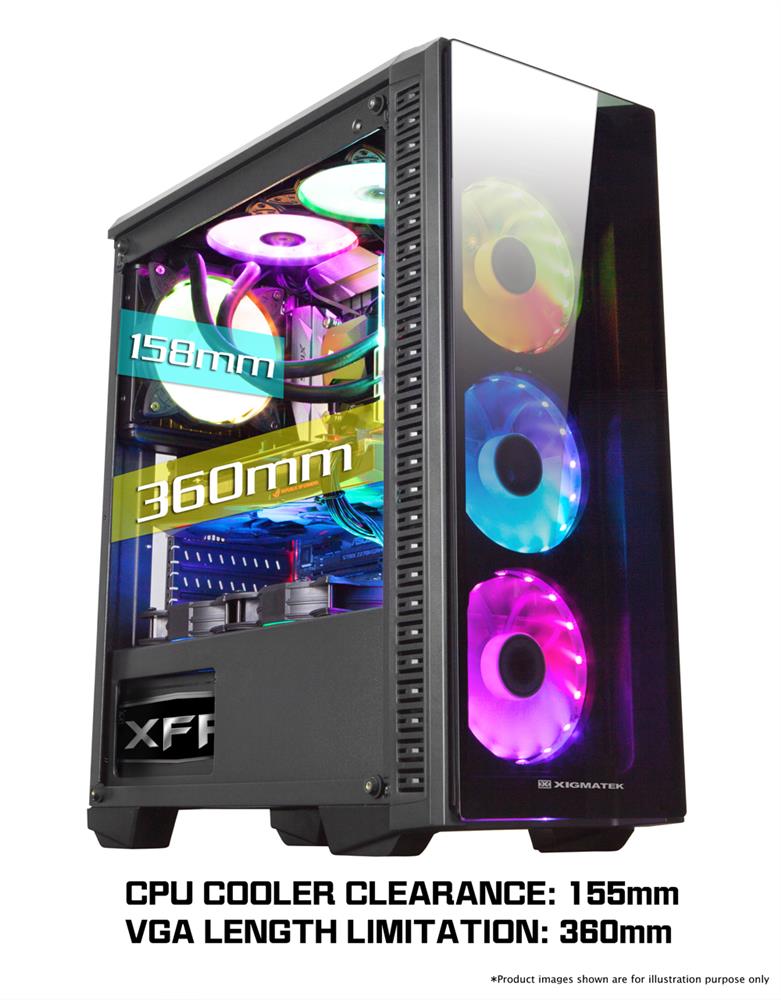 158mm
360mm
XFF
XIGMATEK
CPU COOLER CLEARANCE: 155mm
VGA LENGTH LIMITATION: 360mm
*Product images shown are for illustration purpose only